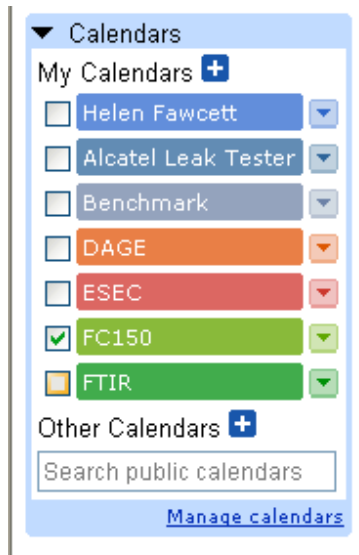 Calendars
My Calendars
Helen Fawcett
Alcatel Leak Tester
Benchmark
DAGE
ESEC
FC150
FTIR
Other Calendars
Search public calendars
Manage calendars